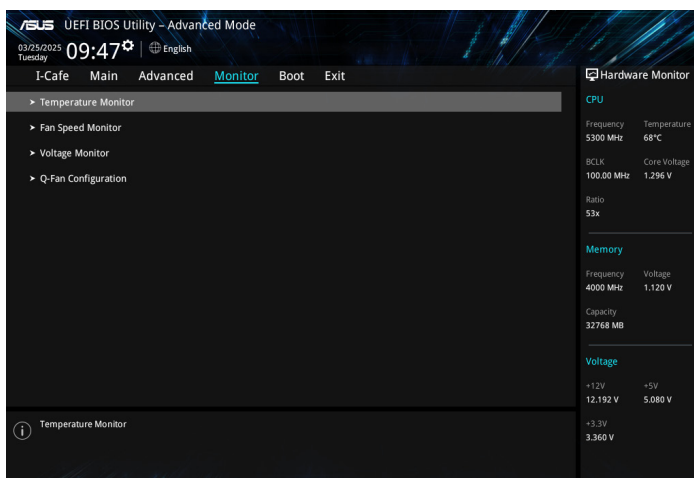 ASUS UEFI BIOS Utility – Advanced Mode
03/25/2025 Tuesday 09:47 English
I-Cafe Main Advanced Monitor Boot Exit
Temperature Monitor
Fan Speed Monitor
Voltage Monitor
Q-Fan Configuration
Temperature Monitor
Hardware Monitor
CPU
Frequency Temperature
5300 MHz 68°C
BCLK Core Voltage
100.00 MHz 1.296 V
Ratio
53x
Memory
Frequency Voltage
4000 MHz 1.120 V
Capacity
32768 MB
Voltage
+12V +5V
12.192 V 5.080 V
+3.3V
3.360 V